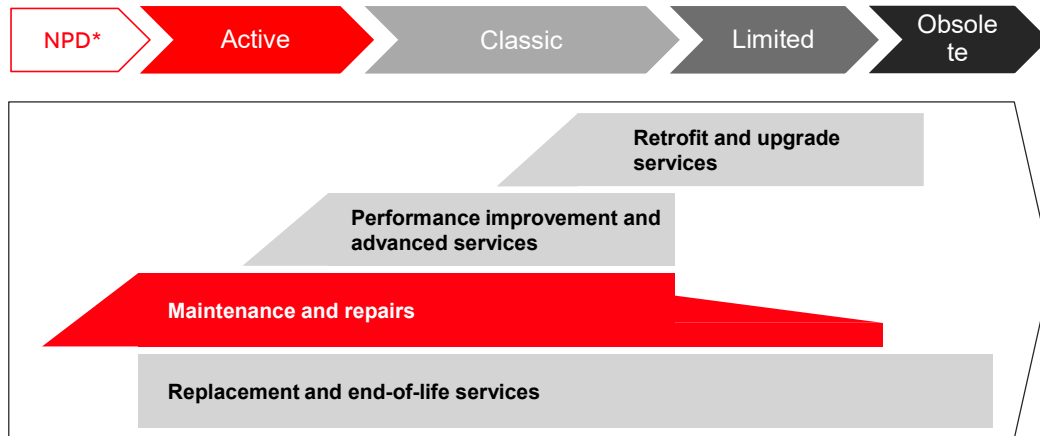 NPD*
Active
Classic
Limited
Obsole
te
Retrofit and upgrade
services
Performance improvement and
advanced services
Maintenance and repairs
Replacement and end-of-life services